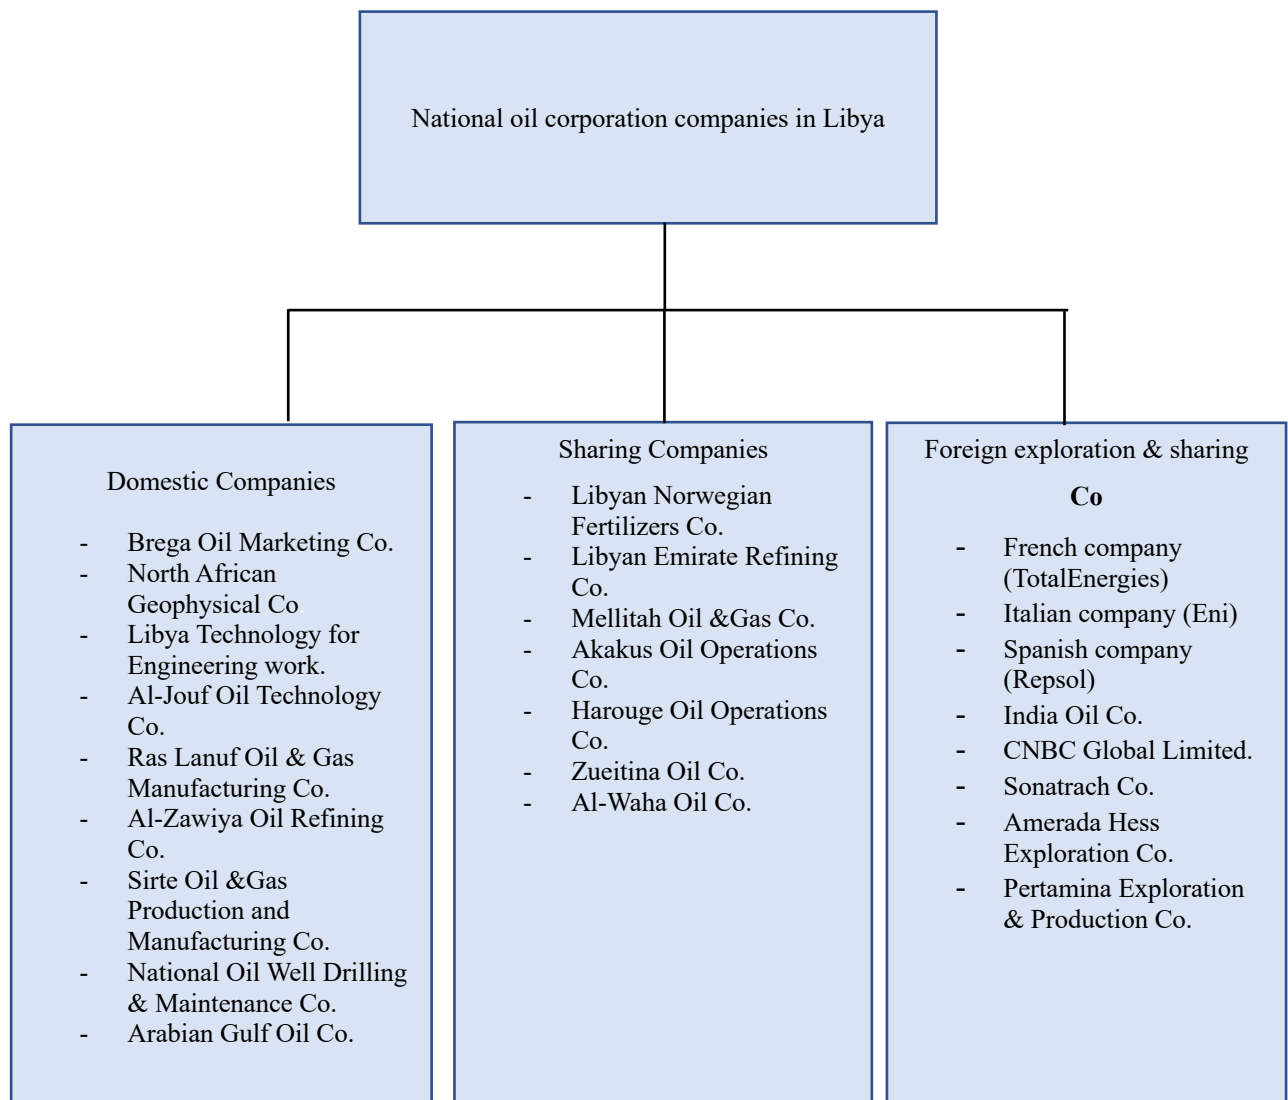 National oil corporation companies in Libya
Domestic Companies
- Brega Oil Marketing Co.
- North African
Geophysical Co.
- Libya Technology for
Engineering work.
- Al-Jouf Oil Technology
Co.
- Ras Lanuf Oil & Gas
Manufacturing Co.
- Al-Zawiya Oil Refining
Co.
- Sirte Oil &Gas
Production and
Manufacturing Co.
- National Oil Well Drilling
& Maintenance Co.
- Arabian Gulf Oil Co.
Sharing Companies
- Libyan Norwegian
Fertilizers Co.
- Libyan Emirate Refining
Co.
- Mellitah Oil &Gas Co.
- Akakus Oil Operations
Co.
- Harouge Oil Operations
Co.
- Zueitina Oil Co.
- Al-Waha Oil Co.
Foreign exploration & sharing
Co
- French company
(TotalEnergies)
- Italian company (Eni)
- Spanish company
(Repsol)
- India Oil Co.
- CNBC Global Limited.
- Sonatrach Co.
- Amerada Hess
Exploration Co.
- Pertamina Exploration
& Production Co.